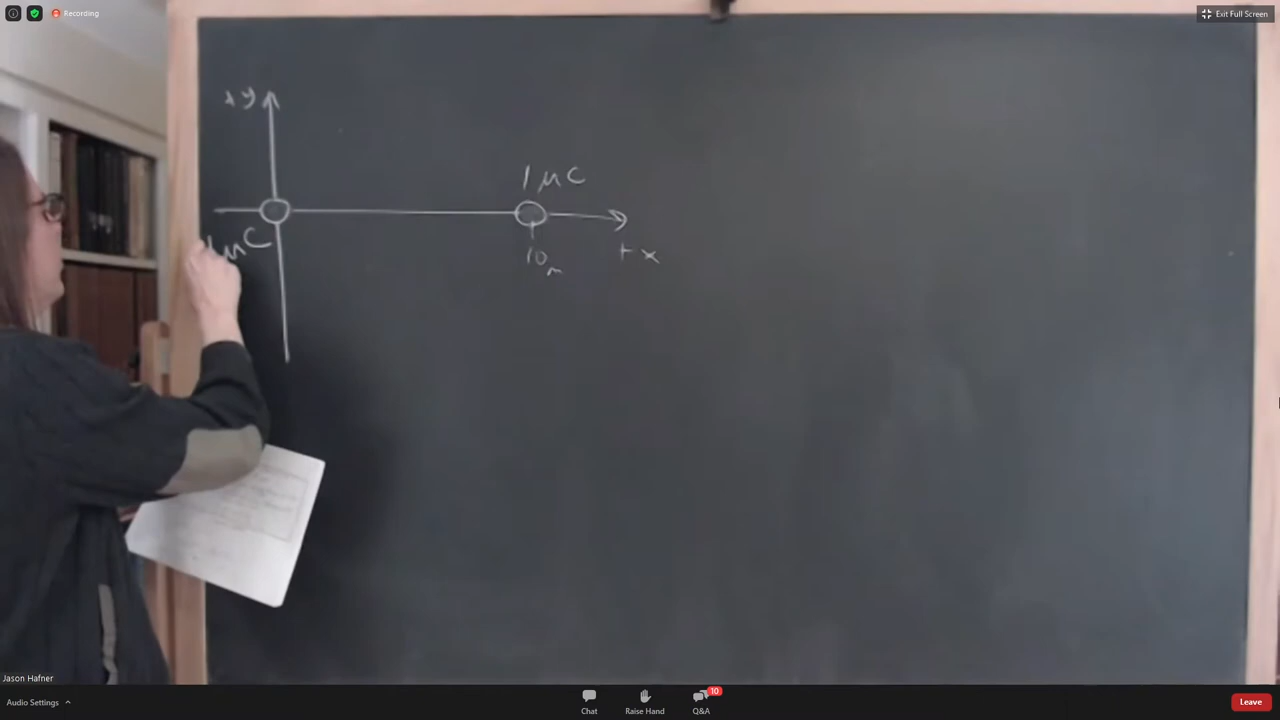 Recording
Exit Full Screen
+y
1 μC
μC
10 m
+ x
Jason Hafner
Audio Settings
Chat
Raise Hand
10
Q&A
Leave